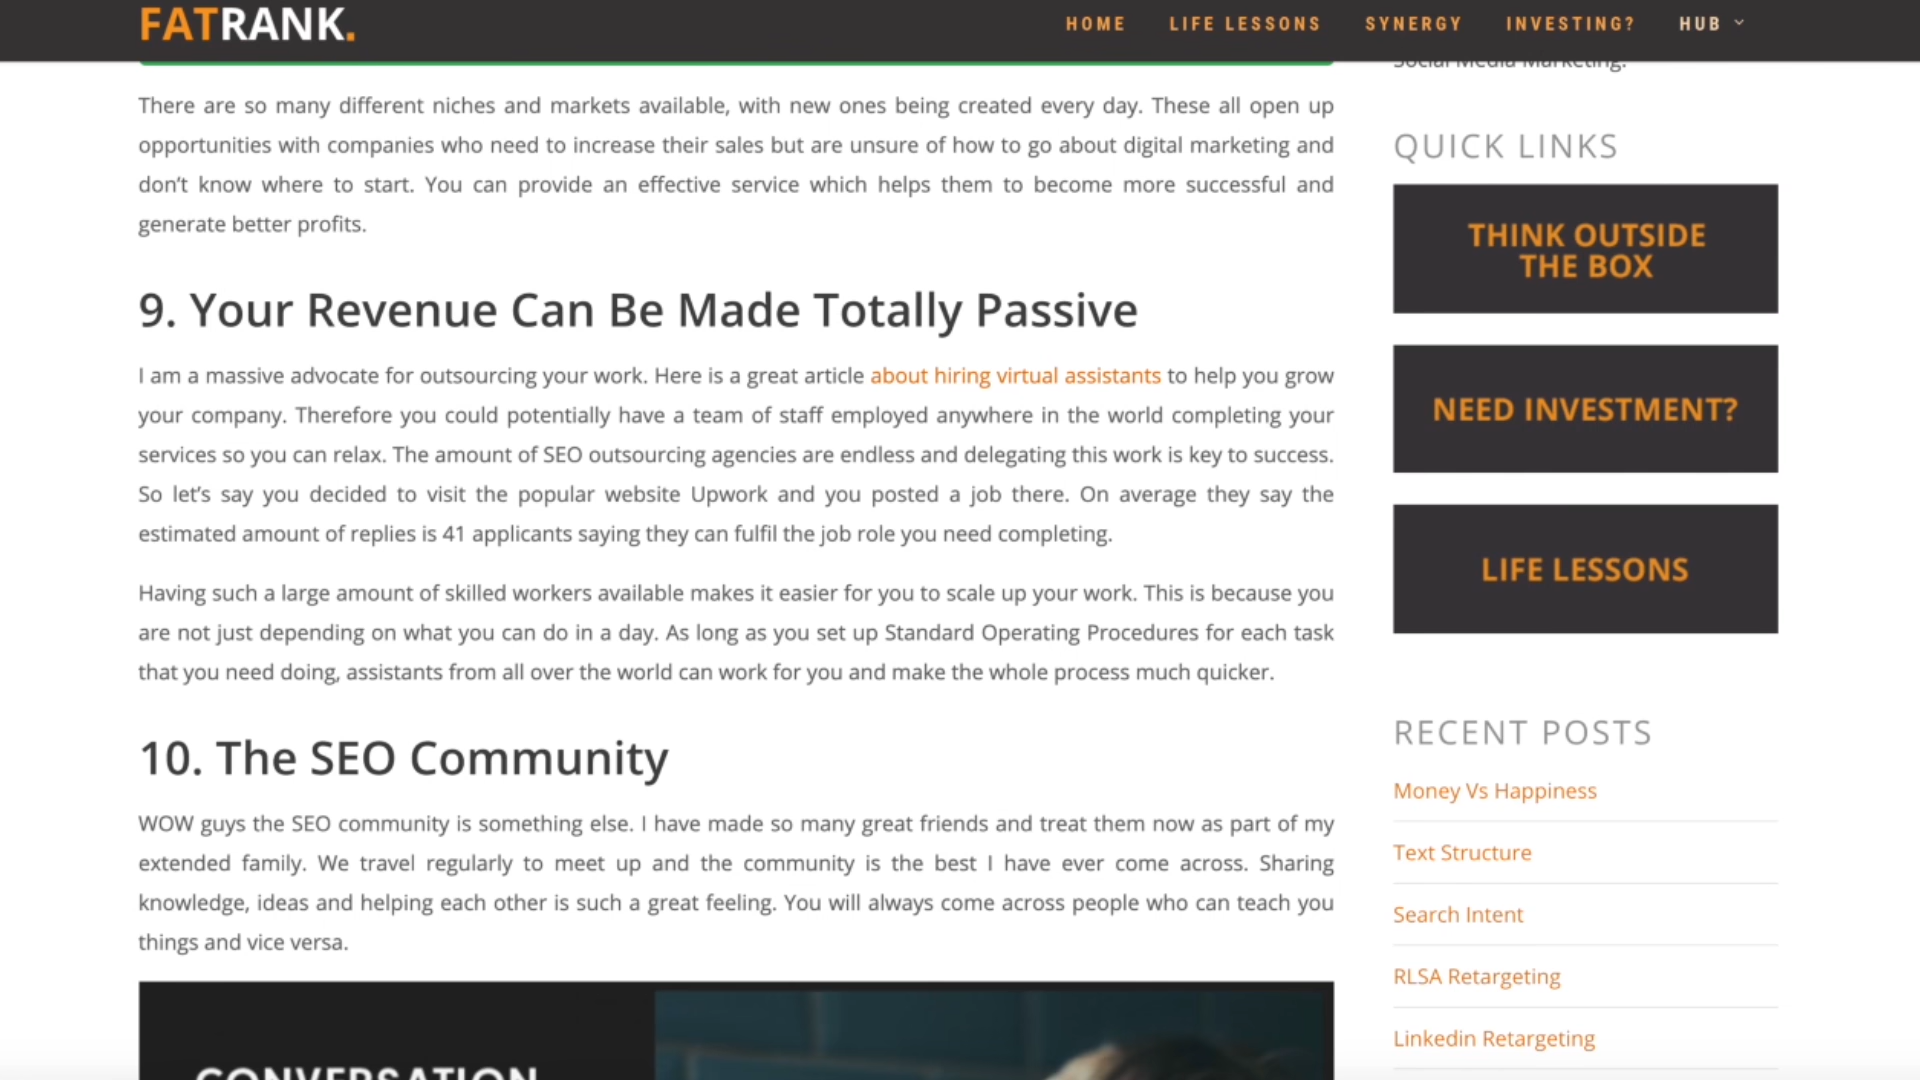 FATRANK.
HOME
LIFE LESSONS
SYNERGY
INVESTING?
HUB
There are so many different niches and markets available, with new ones being created every day. These all open up
opportunities with companies who need to increase their sales but are unsure of how to go about digital marketing and
don’t know where to start. You can provide an effective service which helps them to become more successful and
generate better profits.
9. Your Revenue Can Be Made Totally Passive
I am a massive advocate for outsourcing your work. Here is a great article about hiring virtual assistants to help you grow
your company. Therefore you could potentially have a team of staff employed anywhere in the world completing your
services so you can relax. The amount of SEO outsourcing agencies are endless and delegating this work is key to success.
So let’s say you decided to visit the popular website Upwork and you posted a job there. On average they say the
estimated amount of replies is 41 applicants saying they can fulfil the job role you need completing.
Having such a large amount of skilled workers available makes it easier for you to scale up your work. This is because you
are not just depending on what you can do in a day. As long as you set up Standard Operating Procedures for each task
that you need doing, assistants from all over the world can work for you and make the whole process much quicker.
10. The SEO Community
WOW guys the SEO community is something else. I have made so many great friends and treat them now as part of my
extended family. We travel regularly to meet up and the community is the best I have ever come across. Sharing
knowledge, ideas and helping each other is such a great feeling. You will always come across people who can teach you
things and vice versa.
CONVERSATION
Social Media Marketing.
QUICK LINKS
THINK OUTSIDE
THE BOX
NEED INVESTMENT?
LIFE LESSONS
RECENT POSTS
Money Vs Happiness
Text Structure
Search Intent
RLSA Retargeting
Linkedin Retargeting